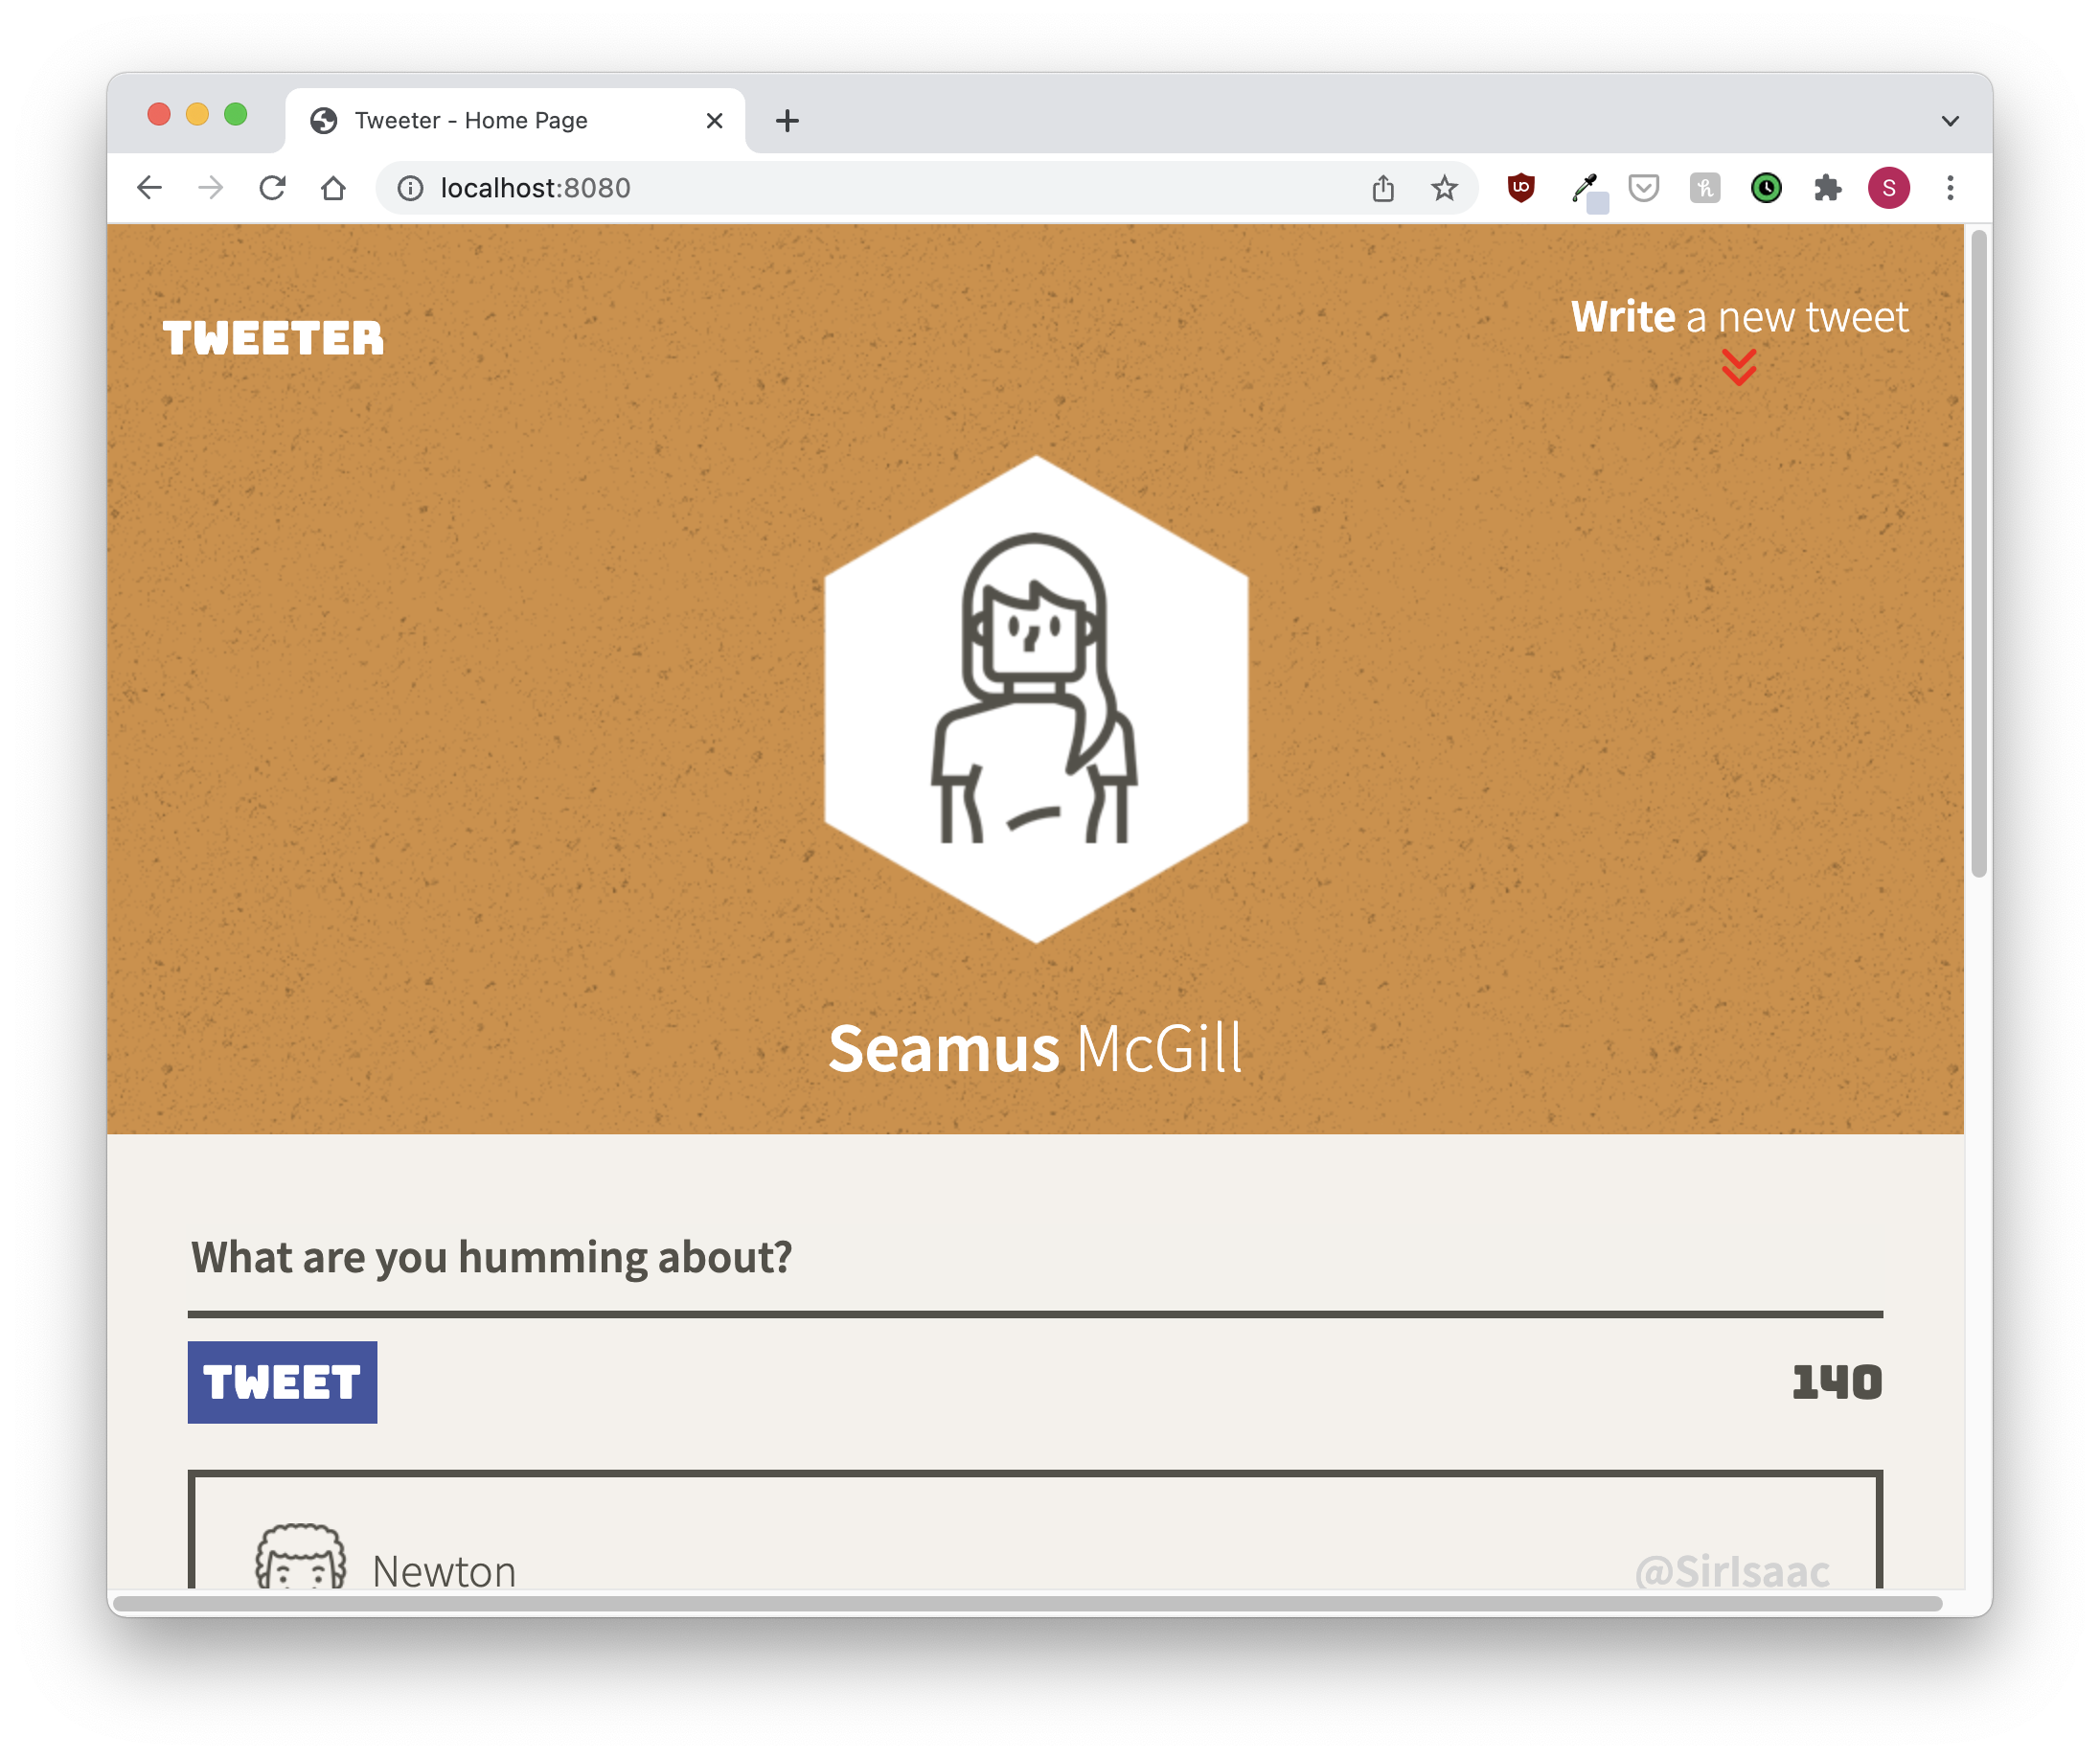 Tweeter - Home Page
localhost:8080
S
TWEETER
Write a new tweet
Seamus McGill
What are you humming about?
TWEET
140
Newton
@SirIsaac